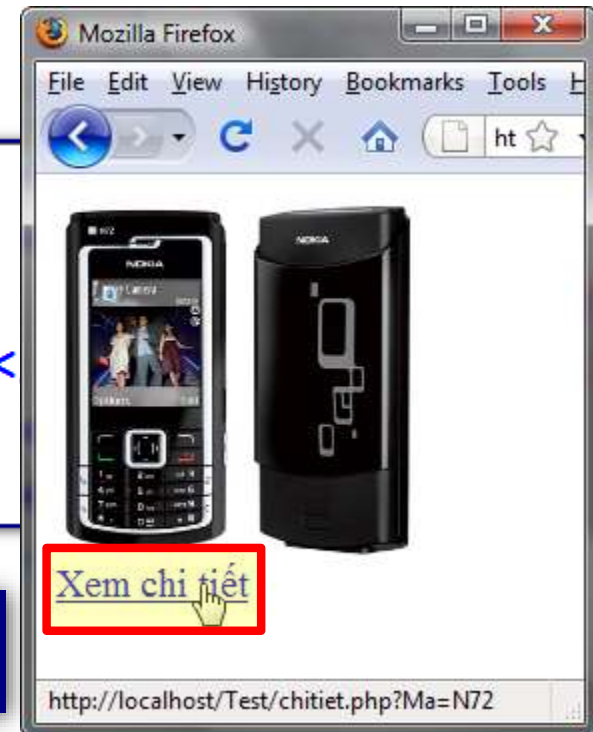 Mozilla Firefox
File Edit View History Bookmarks Tools H
ht
<
N72
NOKIA
NOKIA
Xem chi tiết
http://localhost/Test/chitiet.php?Ma=N72